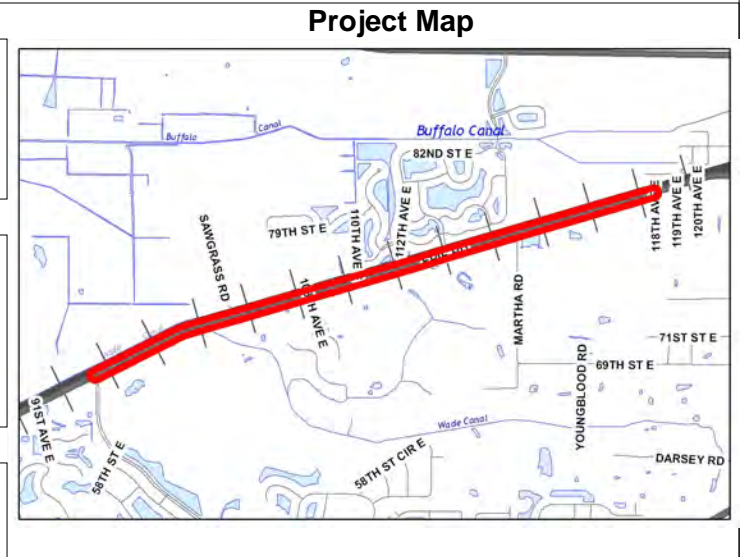 Project Map
Buffalo Canal
Buffalo
Canal
82ND ST E
SAWGRASS RD
79TH ST E
110TH AVE
112TH AVE E
118TH AVE
119TH AVE E
120TH AVE E
AVE E
MARTHA RD
71ST ST E
69TH ST E
YOUNGBLOOD RD
91ST AVE E
58TH ST E
Wade Canal
58TH ST CIR E
DARSEY RD